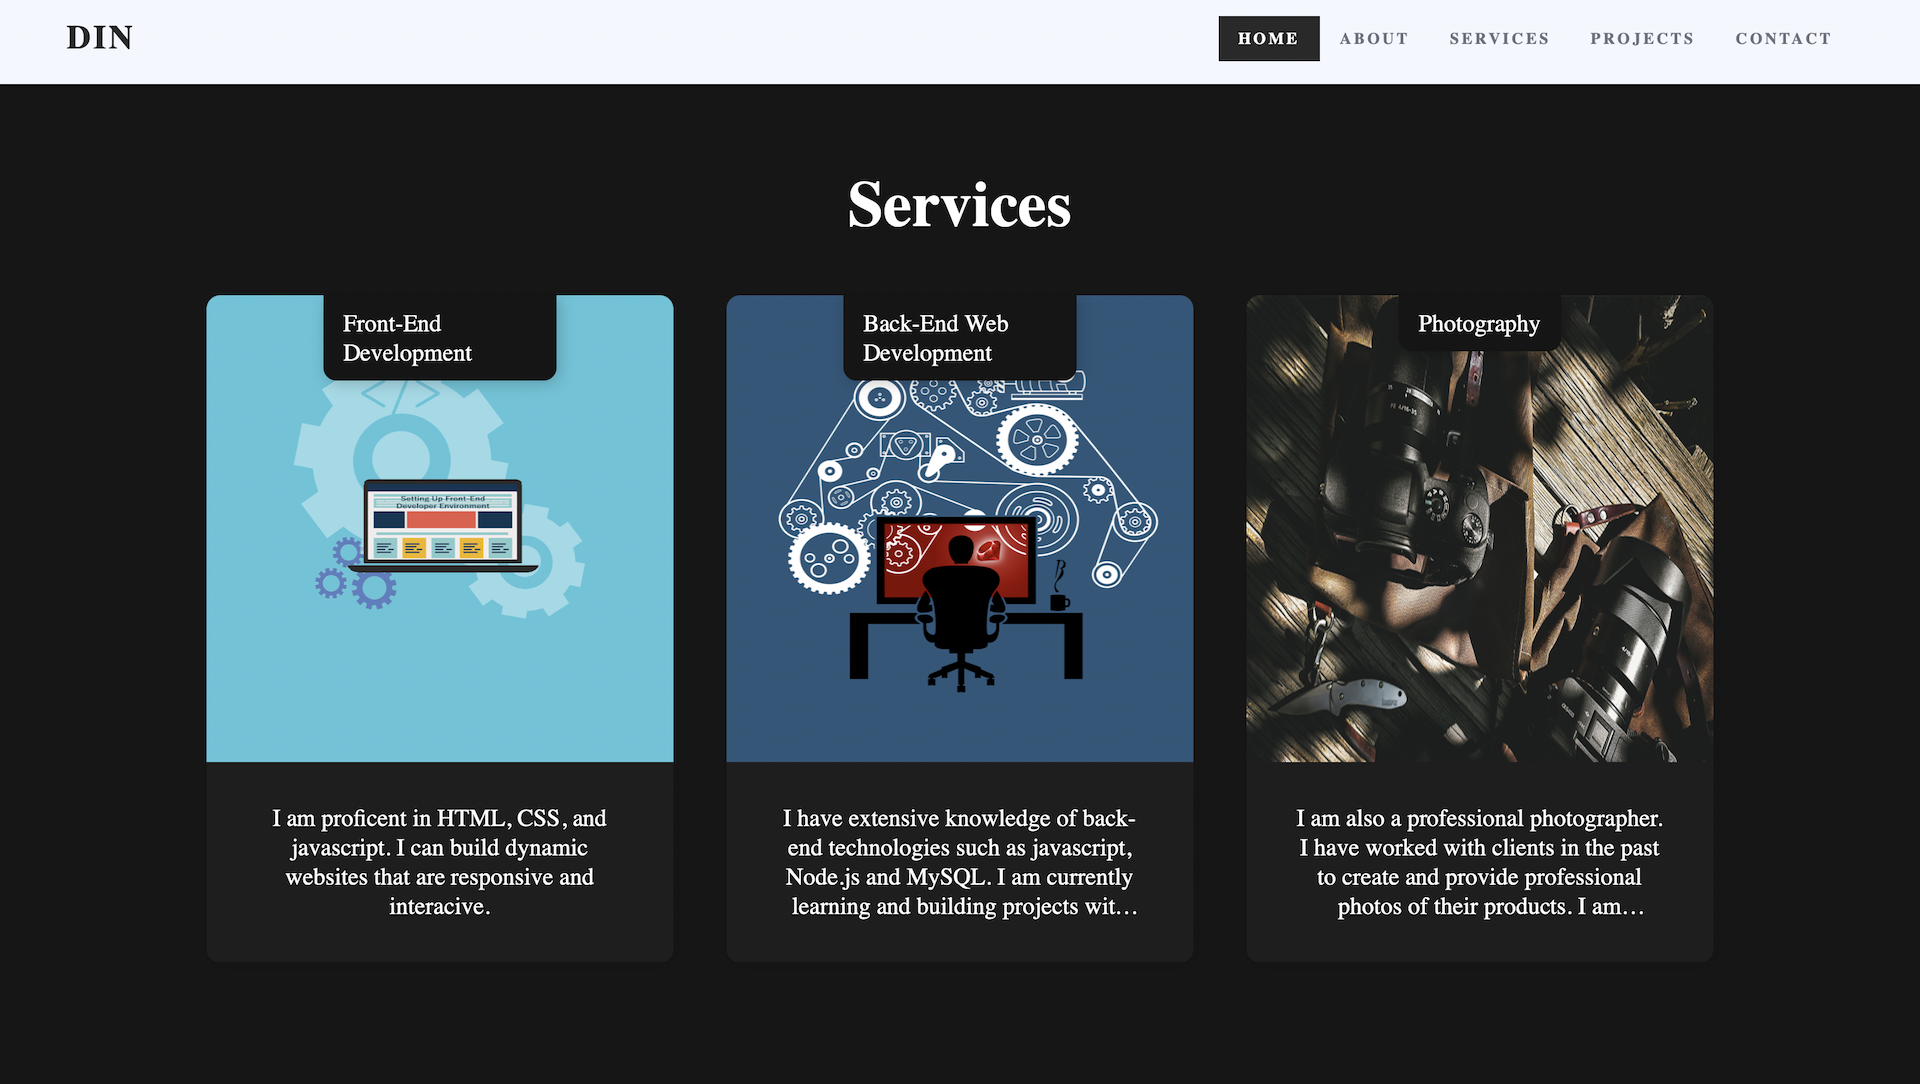 DIN
HOME ABOUT SERVICES PROJECTS CONTACT
Services
Front-End
Development
Setting Up Front-End
Developer Environment
I am proficent in HTML, CSS, and
javascript. I can build dynamic
websites that are responsive and
interacive.
Back-End Web
Development
I have extensive knowledge of back-
end technologies such as javascript,
Node.js and MySQL. I am currently
learning and building projects wit…
Photography
I am also a professional photographer.
I have worked with clients in the past
to create and provide professional
photos of their products. I am…